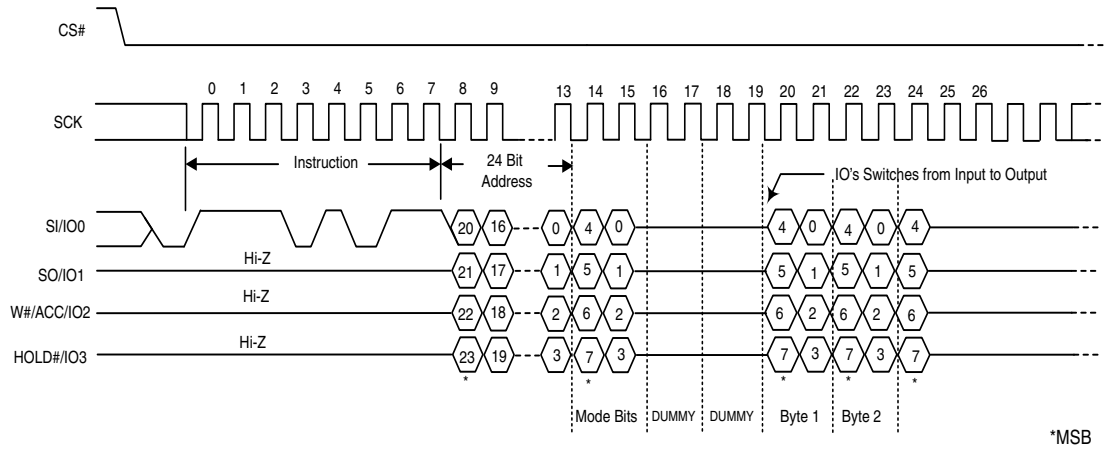 CS#
0 1 2 3 4 5 6 7 8 9 13 14 15 16 17 18 19 20 21 22 23 24 25 26
SCK
Instruction
24 Bit
Address
IO's Switches from Input to Output
SI/IO0
20 16 0 4 0 4 0 4 0 4
Hi-Z
SO/IO1
21 17 1 5 1 5 1 5 1 5
Hi-Z
W#/ACC/IO2
22 18 2 6 2 6 2 6 2 6
Hi-Z
HOLD#/IO3
23 19 3 7 3 7 3 7 3 7
* * * * *
Mode Bits DUMMY DUMMY Byte 1 Byte 2
*MSB